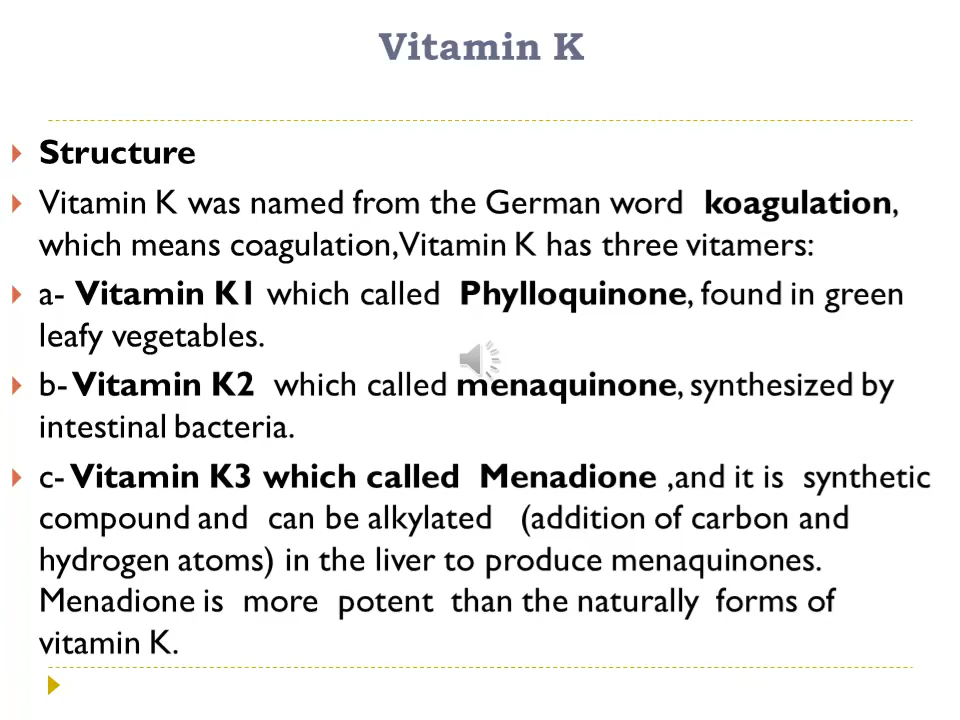 Vitamin K
Structure
Vitamin K was named from the German word koagulation,
which means coagulation,Vitamin K has three vitamers:
a- Vitamin K1 which called Phylloquinone, found in green
leafy vegetables.
b- Vitamin K2 which called menaquinone, synthesized by
intestinal bacteria.
c- Vitamin K3 which called Menadione ,and it is synthetic
compound and can be alkylated (addition of carbon and
hydrogen atoms) in the liver to produce menaquinones.
Menadione is more potent than the naturally forms of
vitamin K.